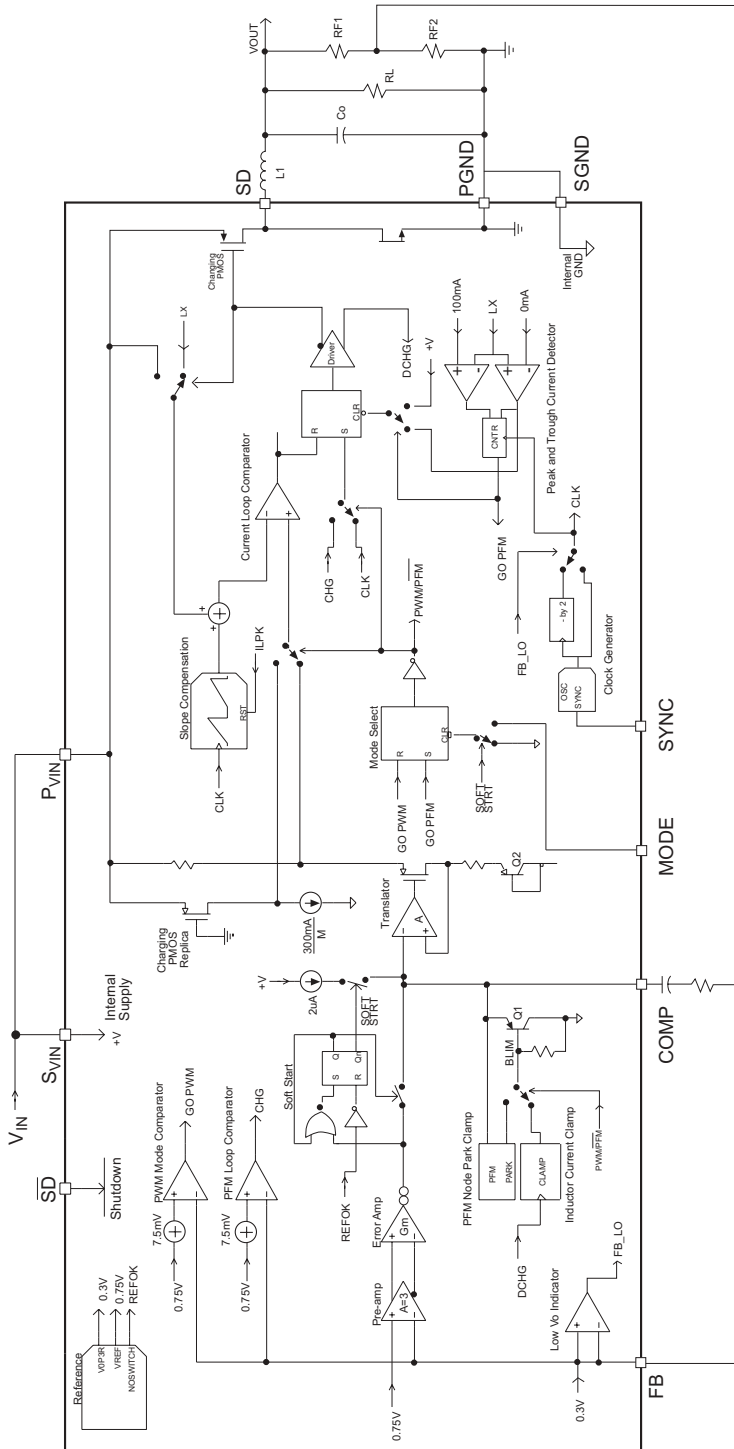 VIN
SD
Shutdown
SVIN
+V
Internal
Supply
PVIN
Reference
V0P3R
VREF
NOSWITCH
0.3V
0.75V
REFOK
7.5mV
PWM Mode Comparator
GO PWM
0.75V
7.5mV
PFM Loop Comparator
CHG
0.75V
Soft Start
S
R
Q
Qn
REFOK
+V
2uA
SOFT
STRT
Charging
PMOS
Replica
300mA
M
Slope Compensation
RST
CLK
ILPK
+
+
Current Loop Comparator
LX
Changing
PMOS
SD
L1
VOUT
Co
RL
RF1
RF2
PGND
SGND
Internal
GND
Driver
DCHG
R
S
CLR
+V
CHG
CLK
PWM/PFM
Mode Select
R
S
CLR
GO PWM
GO PFM
SOFT
STRT
Translator
A
Q2
Pre-amp
A=3
Error Amp
Gm
0.75V
100mA
LX
0mA
CNTR
Peak and Trough Current Detector
GO PFM
CLK
FB_LO
- by 2
OSC
SYNC
Clock Generator
PFM Node Park Clamp
PFM
PARK
CLAMP
Inductor Current Clamp
BLIM
Q1
DCHG
PWM/PFM
Low Vo Indicator
0.3V
FB_LO
FB
COMP
MODE
SYNC